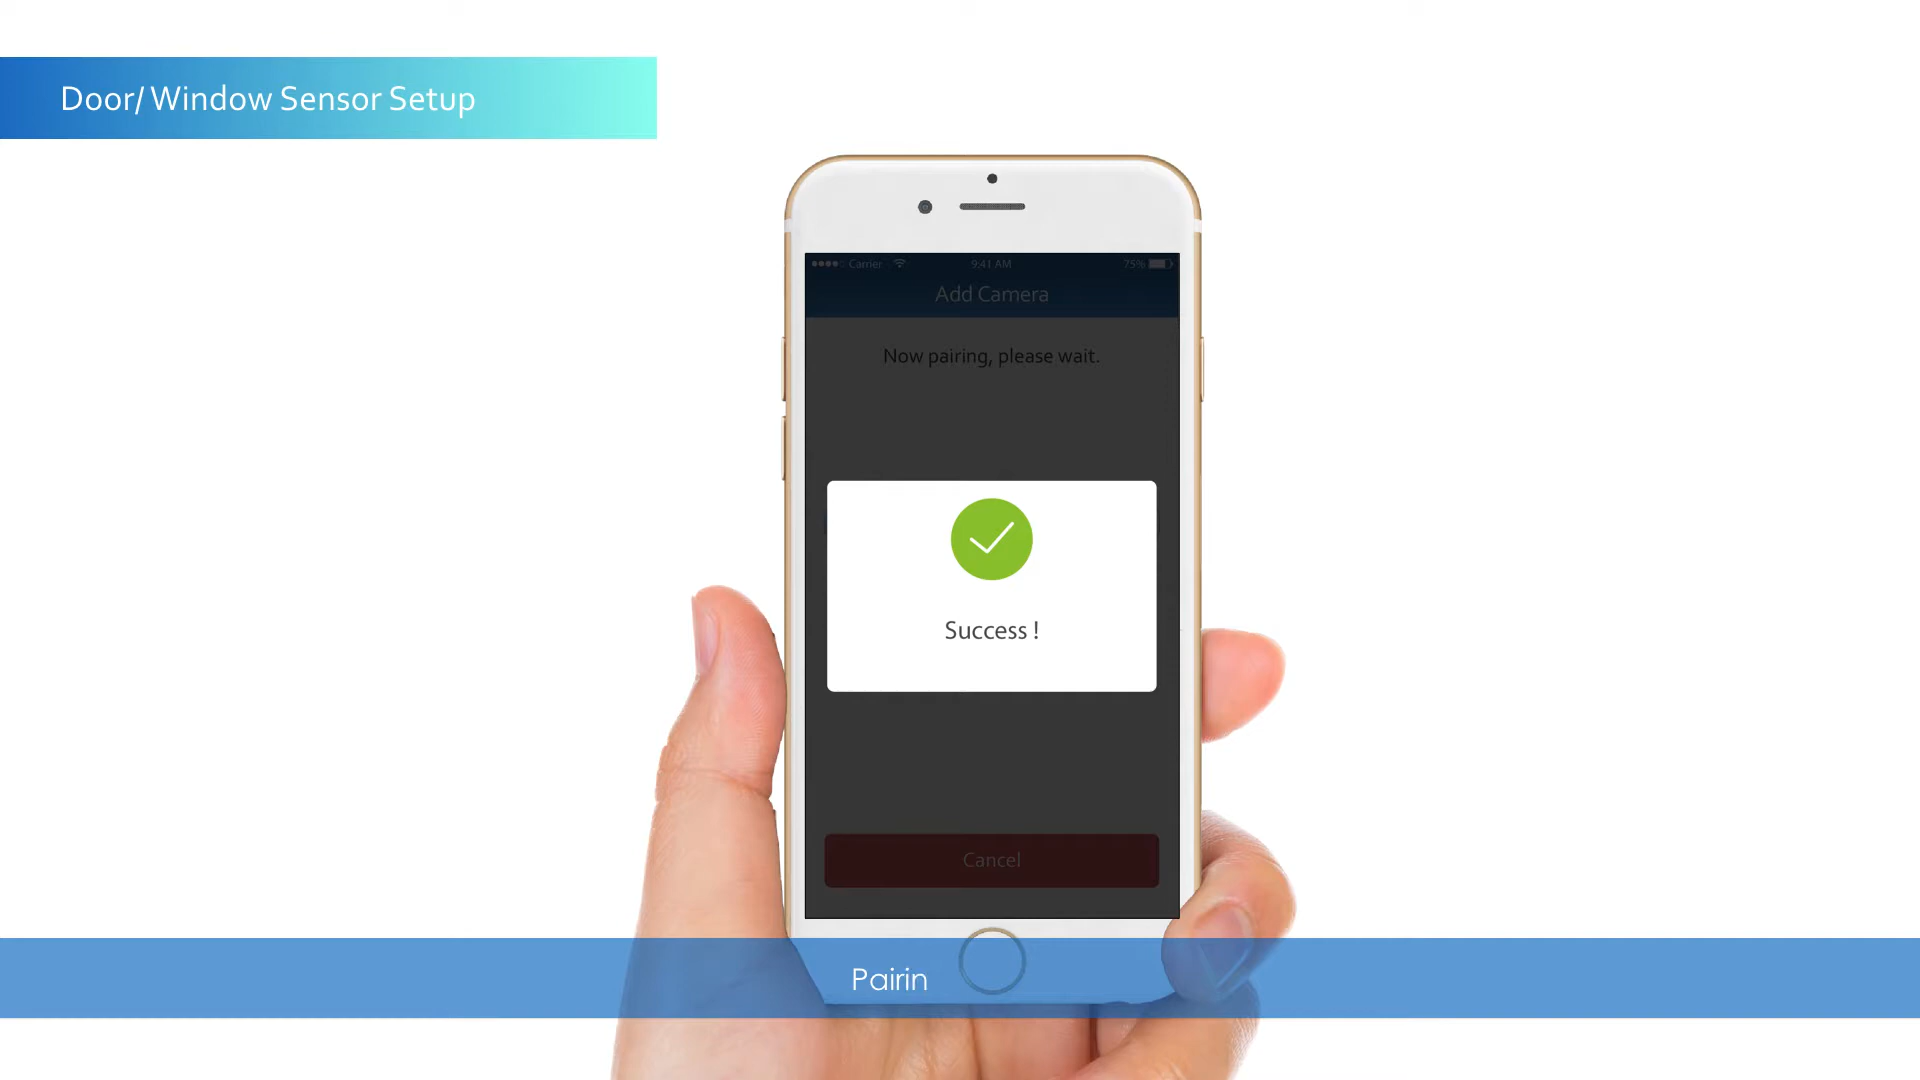 Door/ Window Sensor Setup
Carrier 9:41 AM 75%
Add Camera
Now pairing, please wait.
Success !
Cancel
Pairin